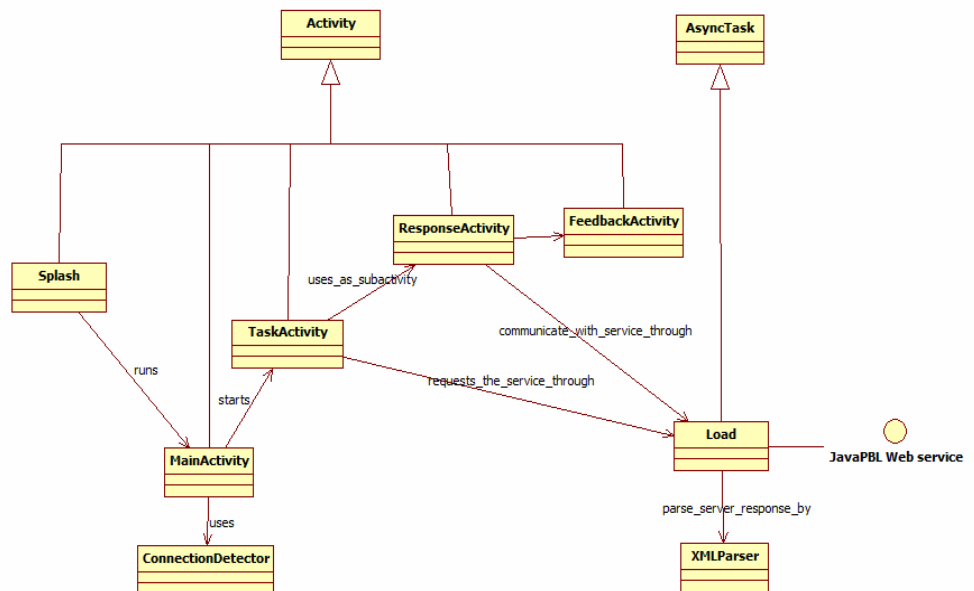 Activity
AsyncTask
ResponseActivity
FeedbackActivity
Splash
uses_as_subactivity
TaskActivity
communicate_with_service_through
runs
requests_the_service_through
starts
Load
MainActivity
JavaPBL Web service
parse_server_response_by
uses
ConnectionDetector
XMLParser